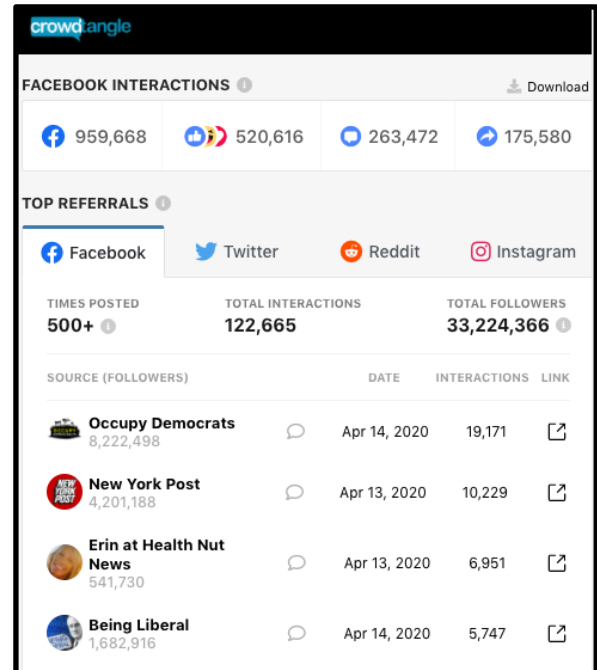 crowdtangle
FACEBOOK INTERACTIONS
Download
959,668 520,616 263,472 175,580
TOP REFERRALS
Facebook Twitter Reddit Instagram
TIMES POSTED TOTAL INTERACTIONS TOTAL FOLLOWERS
500+ 122,665 33,224,366
SOURCE (FOLLOWERS) DATE INTERACTIONS LINK
Occupy Democrats
8,222,498
Apr 14, 2020 19,171
NEW
YORK
POST
New York Post
4,201,188
Apr 13, 2020 10,229
Erin at Health Nut
News
541,730
Apr 13, 2020 6,951
Being Liberal
1,682,916
Apr 14, 2020 5,747